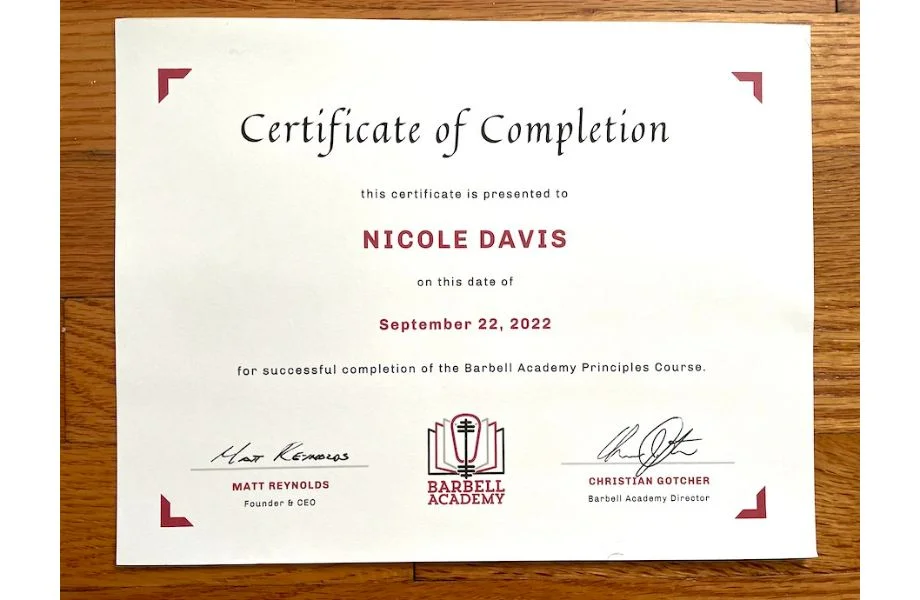 Certificate of Completion
this certificate is presented to
NICOLE DAVIS
on this date of
September 22, 2022
for successful completion of the Barbell Academy Principles Course.
Matt Reynolds
MATT REYNOLDS
Founder & CEO
BARBELL
ACADEMY
CHRISTIAN GOTCHER
Barbell Academy Director